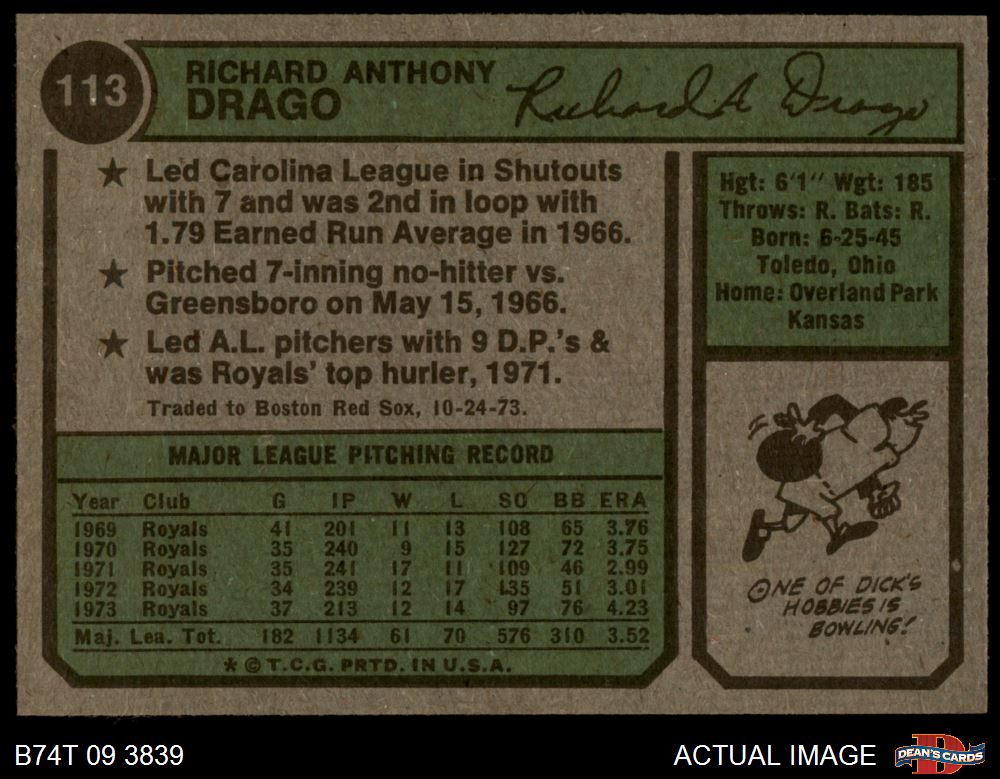 113
RICHARD ANTHONY
DRAGO
Richard A Drago
★ Led Carolina League in Shutouts
with 7 and was 2nd in loop with
1.79 Earned Run Average in 1966.
★ Pitched 7-inning no-hitter vs.
Greensboro on May 15, 1966.
★ Led A.L. pitchers with 9 D.P.'s &
was Royals' top hurler, 1971.
Traded to Boston Red Sox, 10-24-73.
Hgt: 6'1" Wgt: 185
Throws: R. Bats: R.
Born: 6-25-45
Toledo, Ohio
Home: Overland Park
Kansas
MAJOR LEAGUE PITCHING RECORD
Year Club G IP W L SO BB ERA
1969 Royals 41 201 11 13 108 65 3.76
1970 Royals 35 240 9 15 127 72 3.75
1971 Royals 35 241 17 11 109 46 2.99
1972 Royals 34 239 12 17 135 51 3.01
1973 Royals 37 213 12 14 97 76 4.23
Maj. Lea. Tot. 182 1134 61 70 576 310 3.52
* © T.C.G. PRTD. IN U.S.A.
ONE OF DICK'S
HOBBIES IS
BOWLING!
B74T 09 3839
ACTUAL IMAGE
D
DEAN'S CARDS